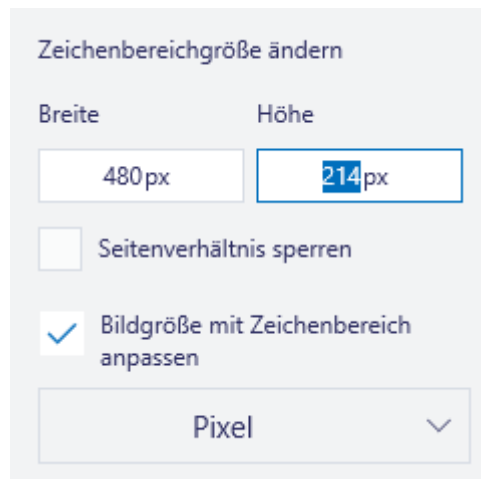 Zeichenbereichgröße ändern
Breite Höhe
480px 214px
Seitenverhältnis sperren
Bildgröße mit Zeichenbereich
anpassen
Pixel